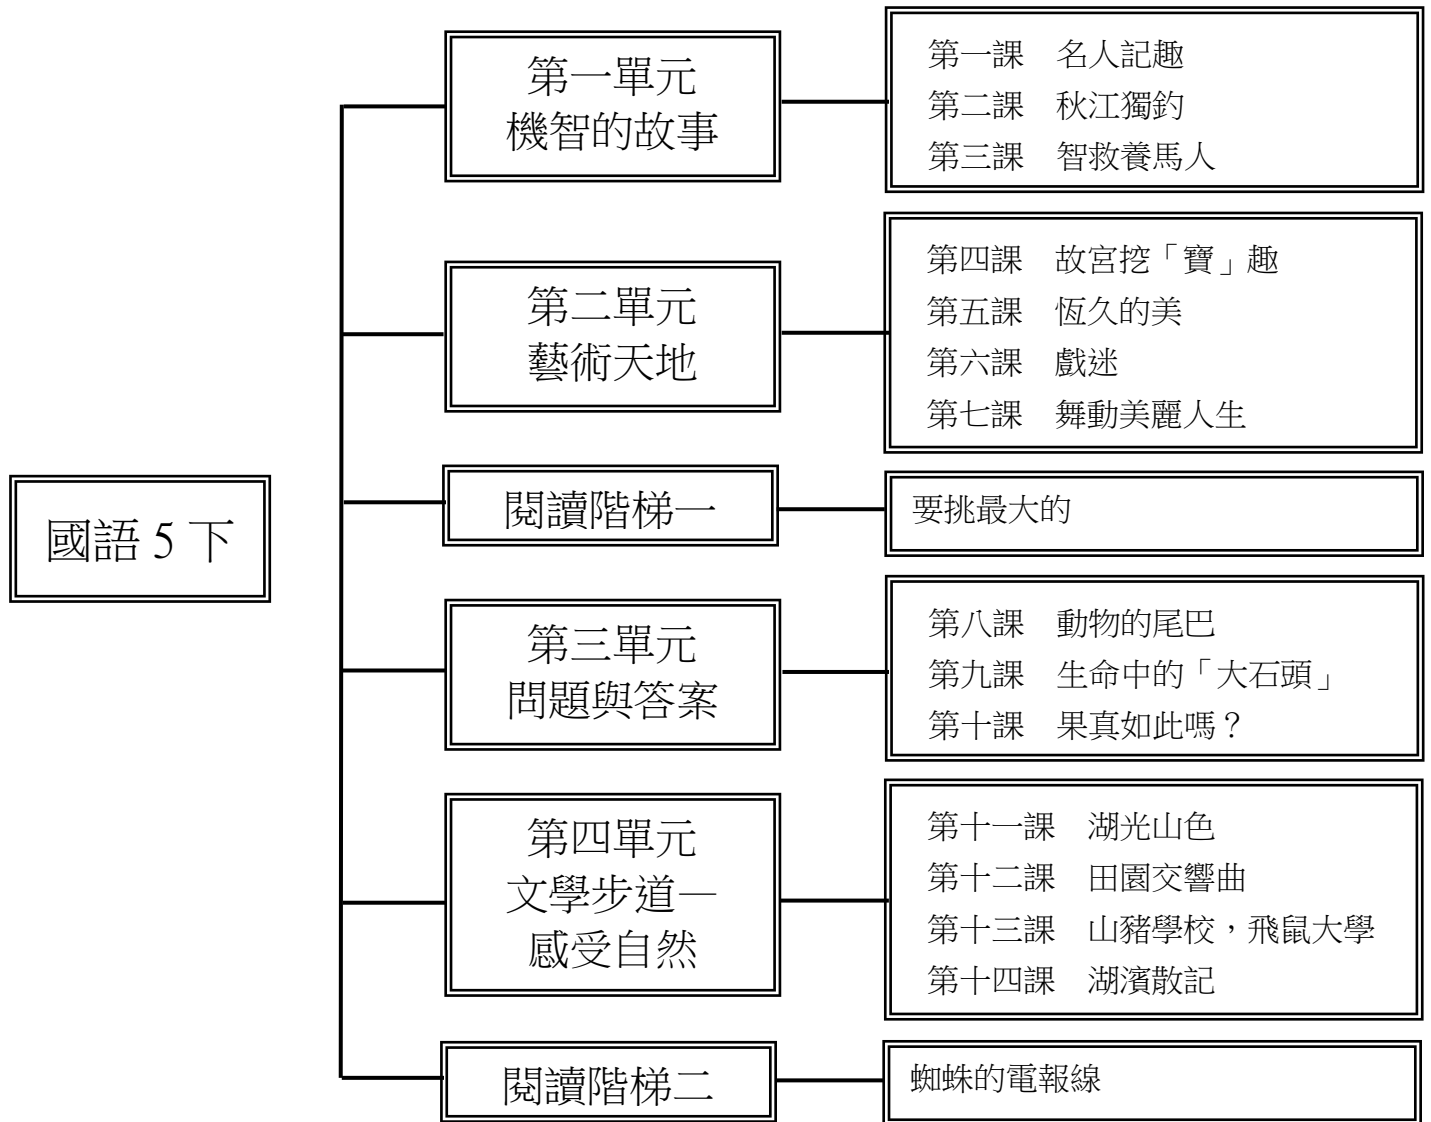 國語 5 下
第一單元
機智的故事
第一課　名人記趣
第二課　秋江獨釣
第三課　智救養馬人
第二單元
藝術天地
第四課　故宮挖「寶」趣
第五課　恆久的美
第六課　戲迷
第七課　舞動美麗人生
閱讀階梯一
要挑最大的
第三單元
問題與答案
第八課　動物的尾巴
第九課　生命中的「大石頭」
第十課　果真如此嗎？
第四單元
文學步道—
感受自然
第十一課　湖光山色
第十二課　田園交響曲
第十三課　山豬學校，飛鼠大學
第十四課　湖濱散記
閱讀階梯二
蜘蛛的電報線